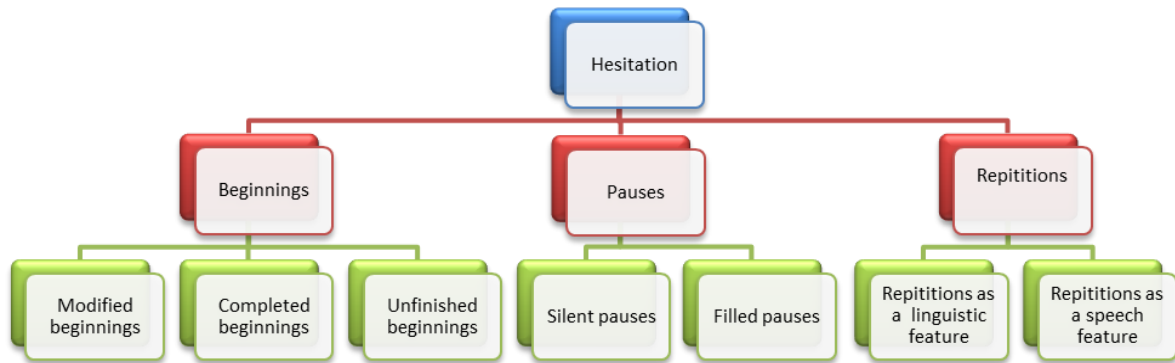 Hesitation
Beginnings
Pauses
Repititions
Modified
beginnings
Completed
beginnings
Unfinished
beginnings
Silent pauses
Filled pauses
Repititions as
a linguistic
feature
Repititions as
a speech
feature